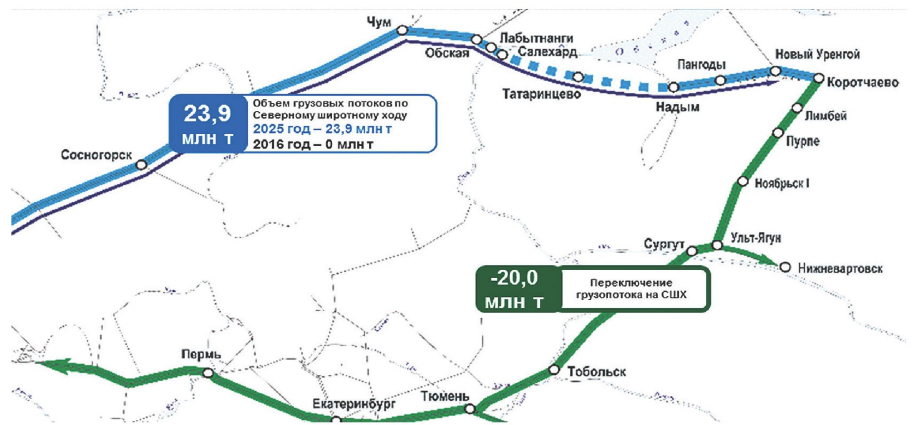 Чум
Лабытнанги
Обская
Салехард
Новый Уренгой
Пангоды
Коротчаево
Татаринцево
Надым
Лимбей
Пурпе
23,9
млн т
Объем грузовых потоков по
Северному широтному ходу
2025 год – 23,9 млн т
2016 год – 0 млн т
Сосногорск
Ноябрьск I
Сургут
Ульт-Ягун
Нижневартовск
-20,0
млн т
Переключение
грузопотока на СШХ
Пермь
Тобольск
Тюмень
Екатеринбург